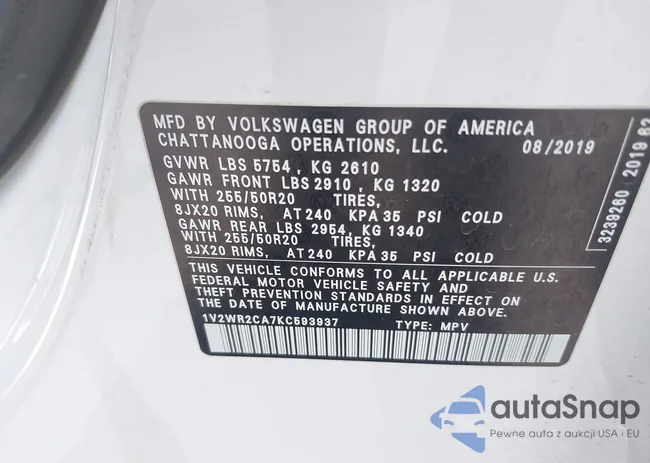 MFD BY VOLKSWAGEN GROUP OF AMERICA
CHATTANOOGA OPERATIONS, LLC. 08/2019
GVWR LBS 5754 , KG 2610
GAWR FRONT LBS 2910 , KG 1320
WITH 255/50R20 TIRES,
8JX20 RIMS, AT 240 KPA 35 PSI COLD
GAWR REAR LBS 2954, KG 1340
WITH 255/50R20 TIRES,
8JX20 RIMS, AT 240 KPA 35 PSI COLD
THIS VEHICLE CONFORMS TO ALL APPLICABLE U.S.
FEDERAL MOTOR VEHICLE SAFETY AND
THEFT PREVENTION STANDARDS IN EFFECT ON
THE DATE OF MANUFACTURE SHOWN ABOVE.
1V2WR2CA7KC593937 TYPE: MPV
3239260 2019 B2
autaSnap
Pewne auta z aukcji USA i EU